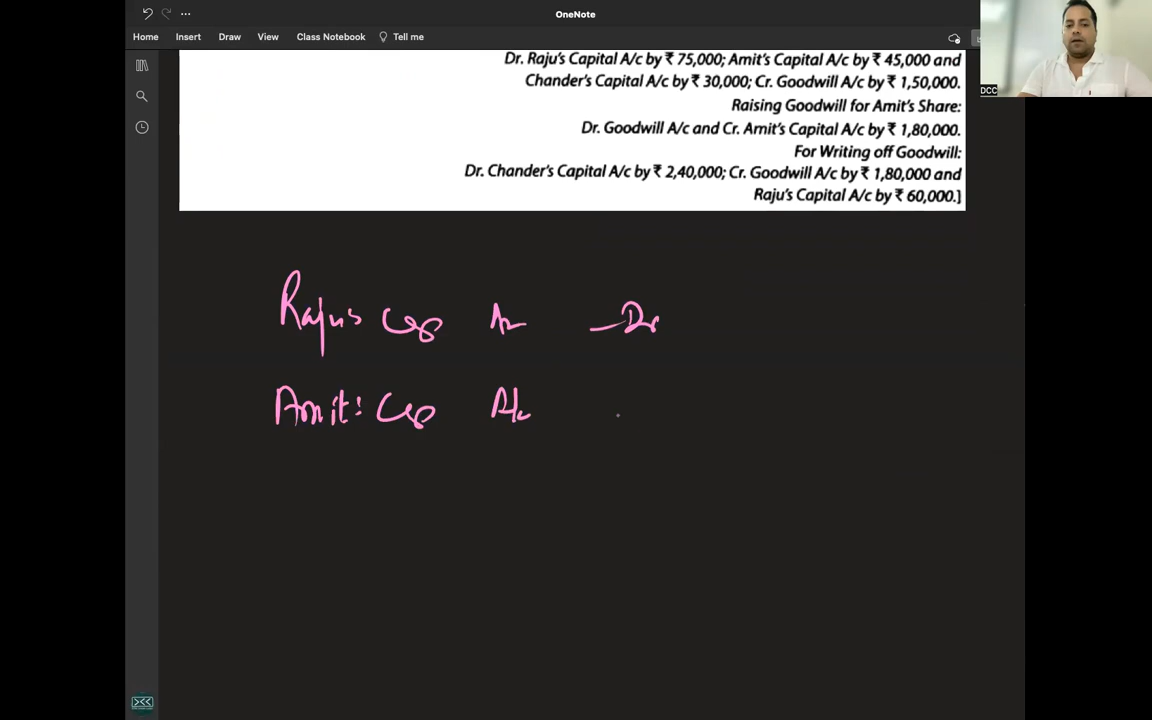 OneNote
Home Insert Draw View Class Notebook Tell me
Dr. Raju's Capital A/c by ₹ 75,000; Amit's Capital A/c by ₹ 45,000 and
Chander's Capital A/c by ₹ 30,000; Cr. Goodwill A/c by ₹ 1,50,000.
Raising Goodwill for Amit's Share:
Dr. Goodwill A/c and Cr. Amit's Capital A/c by ₹ 1,80,000.
For Writing off Goodwill:
Dr. Chander's Capital A/c by ₹ 2,40,000; Cr. Goodwill A/c by ₹ 1,80,000 and
Raju's Capital A/c by ₹ 60,000.]
DCC
Raju's Cap A/c —Dr
Amit's Cap A/c